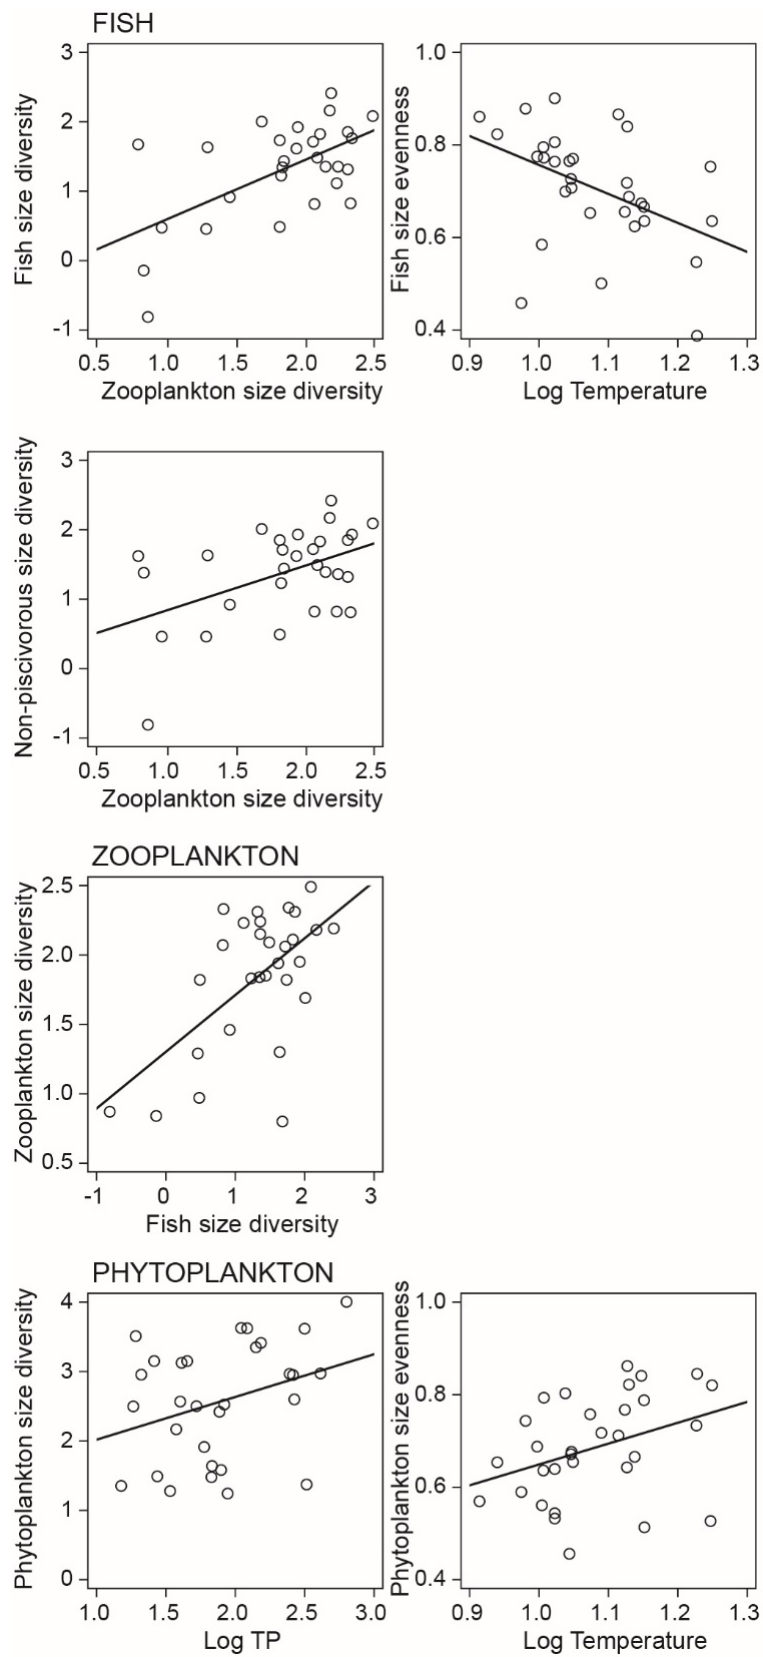 FISH
3
2
1
0
-1
Fish size diversity
0.5 1.0 1.5 2.0 2.5
Zooplankton size diversity
1.0
0.8
0.6
0.4
Fish size evenness
0.9 1.0 1.1 1.2 1.3
Log Temperature
3
2
1
0
-1
Non-piscivorous size diversity
0.5 1.0 1.5 2.0 2.5
Zooplankton size diversity
ZOOPLANKTON
2.5
2.0
1.5
1.0
0.5
Zooplankton size diversity
-1 0 1 2 3
Fish size diversity
PHYTOPLANKTON
4
3
2
1
0
Phytoplankton size diversity
1.0 1.5 2.0 2.5 3.0
Log TP
1.0
0.8
0.6
0.4
Phytoplankton size evenness
0.9 1.0 1.1 1.2 1.3
Log Temperature